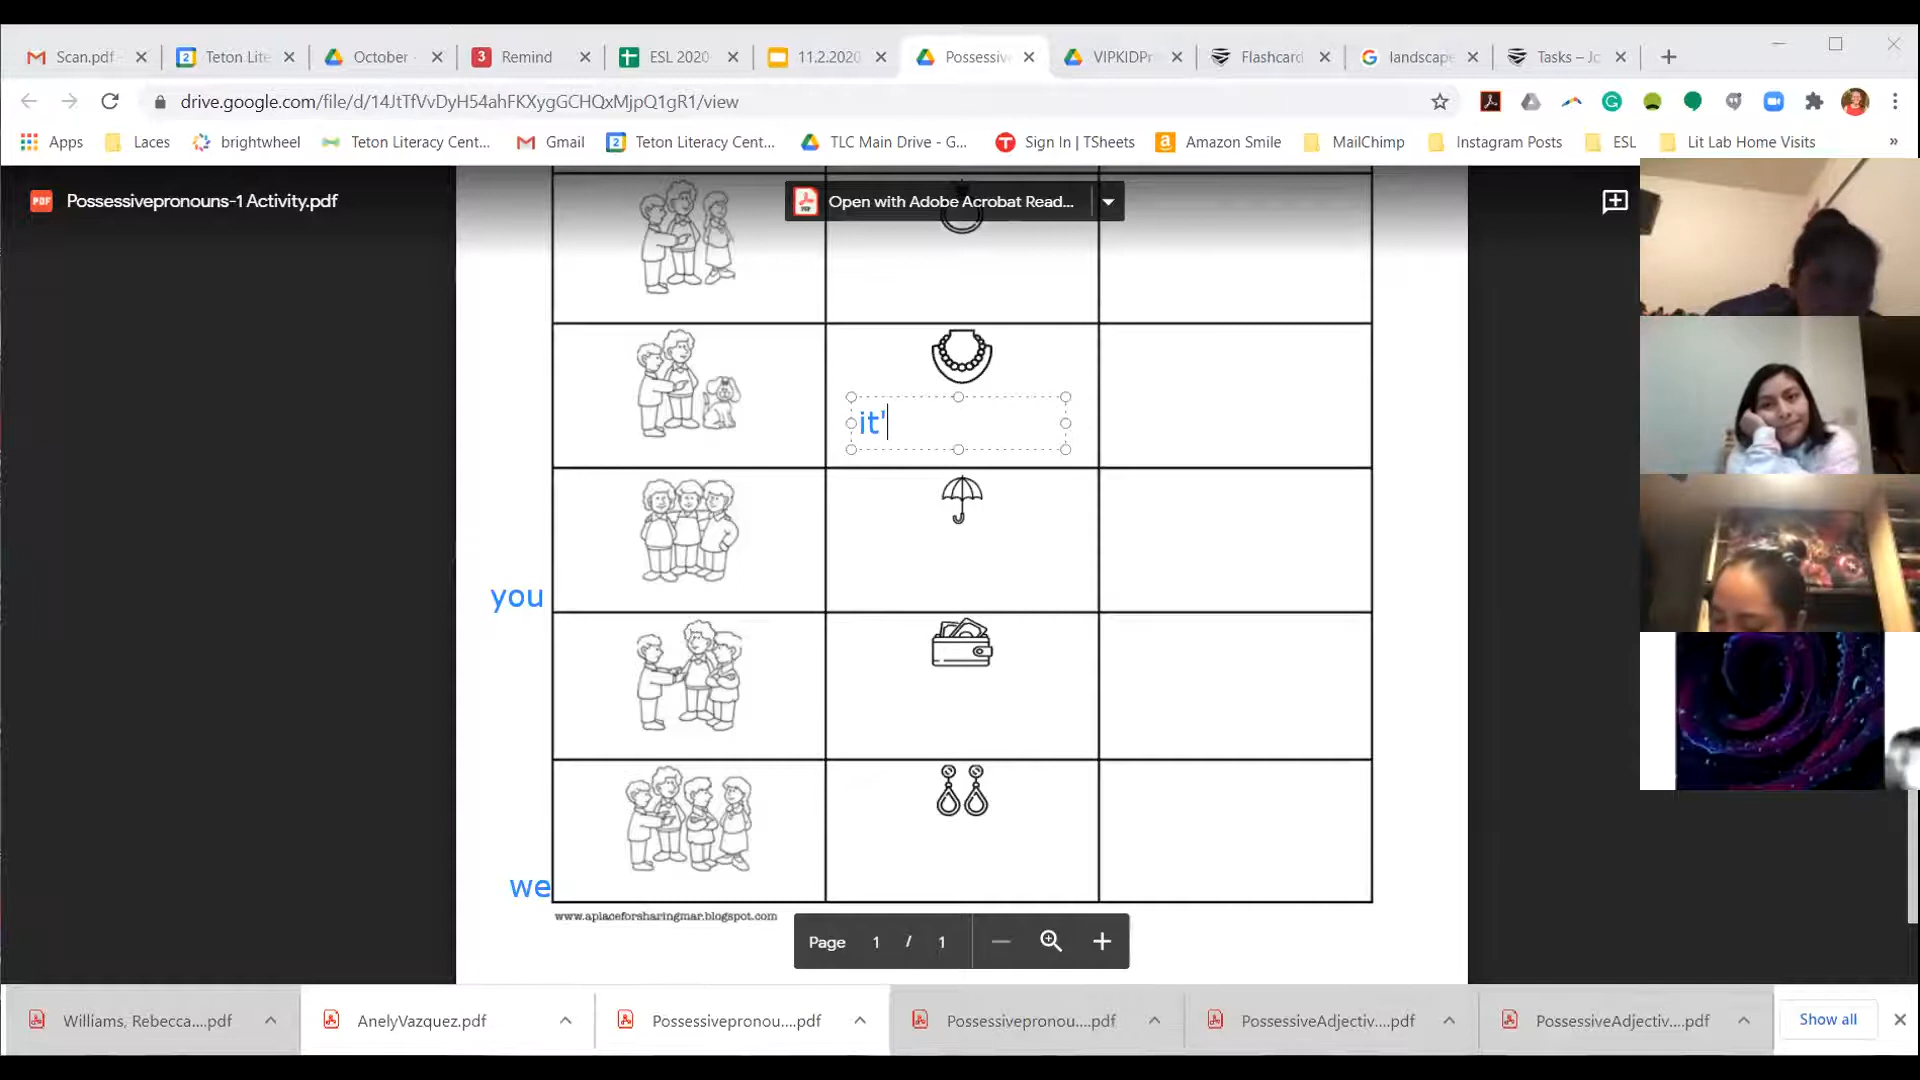 Scan.pdf -
Teton Lite
October -
Remind
ESL 2020
11.2.2020
Possessiv
VIPKIDPr
Flashcard
landscape
Tasks – Jo
drive.google.com/file/d/14JtTfVvDyH54ahFKXygGCHQxMjpQ1gR1/view
Apps
Laces
brightwheel
Teton Literacy Cent...
Gmail
Teton Literacy Cent...
TLC Main Drive - G...
Sign In | TSheets
Amazon Smile
MailChimp
Instagram Posts
ESL
Lit Lab Home Visits
»
PDF
Possessivepronouns-1 Activity.pdf
Open with Adobe Acrobat Read...
it'
you
we
www.aplaceforsharingmar.blogspot.com
Page 1 / 1
Williams, Rebecca....pdf
AnelyVazquez.pdf
Possessivepronou....pdf
Possessivepronou....pdf
PossessiveAdjectiv....pdf
PossessiveAdjectiv....pdf
Show all